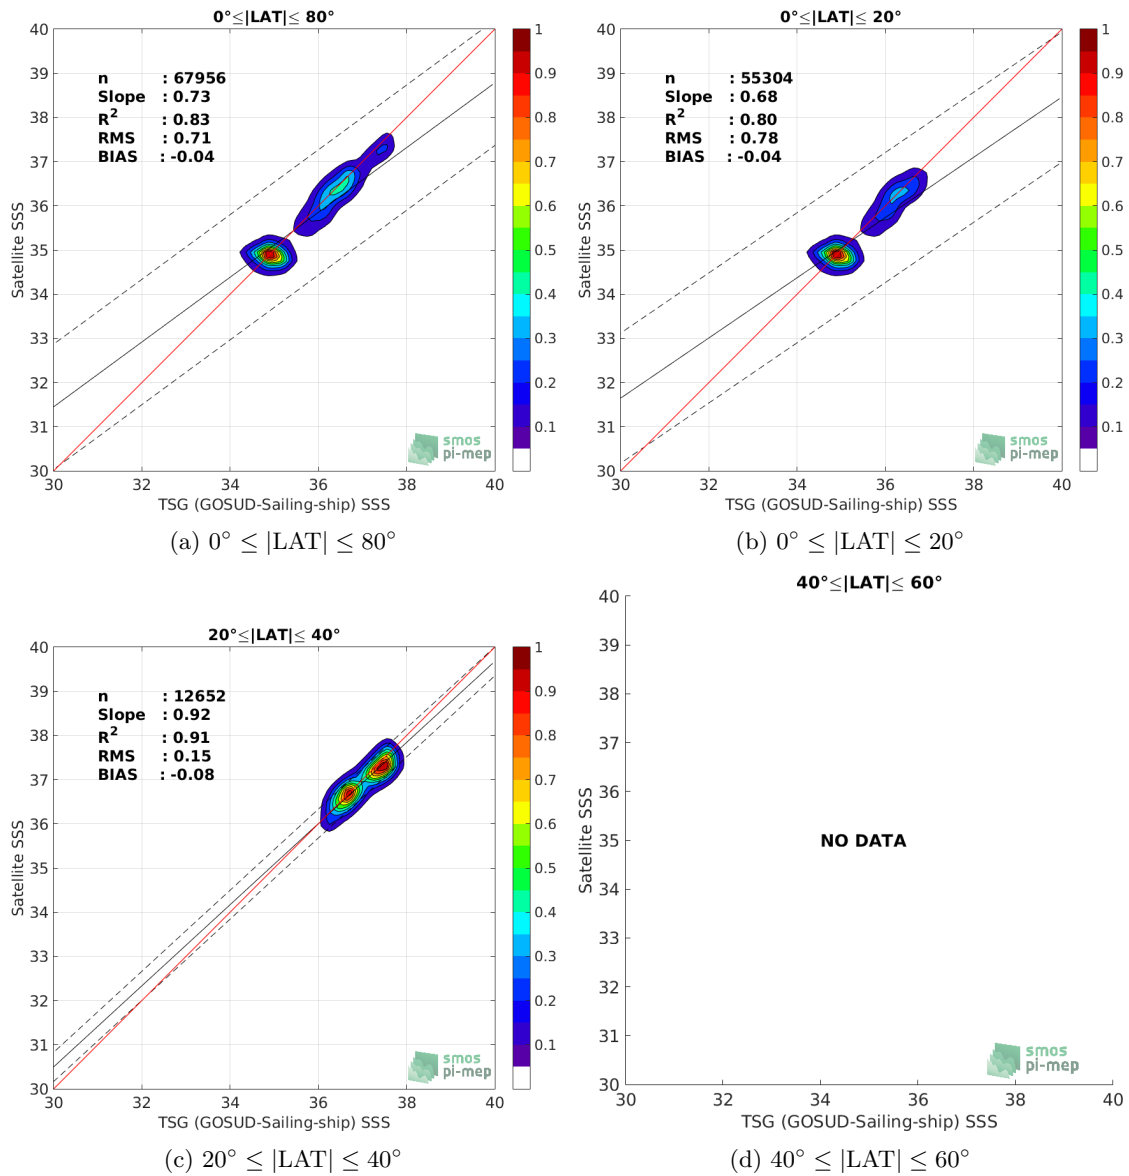 0°≤|LAT|≤ 80°
40
39
38
37
36
35
34
33
32
31
30
Satellite SSS
n : 67956
Slope : 0.73
R2 : 0.83
RMS : 0.71
BIAS : -0.04
1
0.9
0.8
0.7
0.6
0.5
0.4
0.3
0.2
0.1
smos
pi-mep
30 32 34 36 38 40
TSG (GOSUD-Sailing-ship) SSS
(a) 0° ≤ |LAT| ≤ 80°
0°≤|LAT|≤ 20°
40
39
38
37
36
35
34
33
32
31
30
Satellite SSS
n : 55304
Slope : 0.68
R2 : 0.80
RMS : 0.78
BIAS : -0.04
1
0.9
0.8
0.7
0.6
0.5
0.4
0.3
0.2
0.1
smos
pi-mep
30 32 34 36 38 40
TSG (GOSUD-Sailing-ship) SSS
(b) 0° ≤ |LAT| ≤ 20°
20°≤|LAT|≤ 40°
40
39
38
37
36
35
34
33
32
31
30
Satellite SSS
n : 12652
Slope : 0.92
R2 : 0.91
RMS : 0.15
BIAS : -0.08
1
0.9
0.8
0.7
0.6
0.5
0.4
0.3
0.2
0.1
smos
pi-mep
30 32 34 36 38 40
TSG (GOSUD-Sailing-ship) SSS
(c) 20° ≤ |LAT| ≤ 40°
40°≤|LAT|≤ 60°
40
39
38
37
36
35
34
33
32
31
30
Satellite SSS
NO DATA
smos
pi-mep
30 32 34 36 38 40
TSG (GOSUD-Sailing-ship) SSS
(d) 40° ≤ |LAT| ≤ 60°